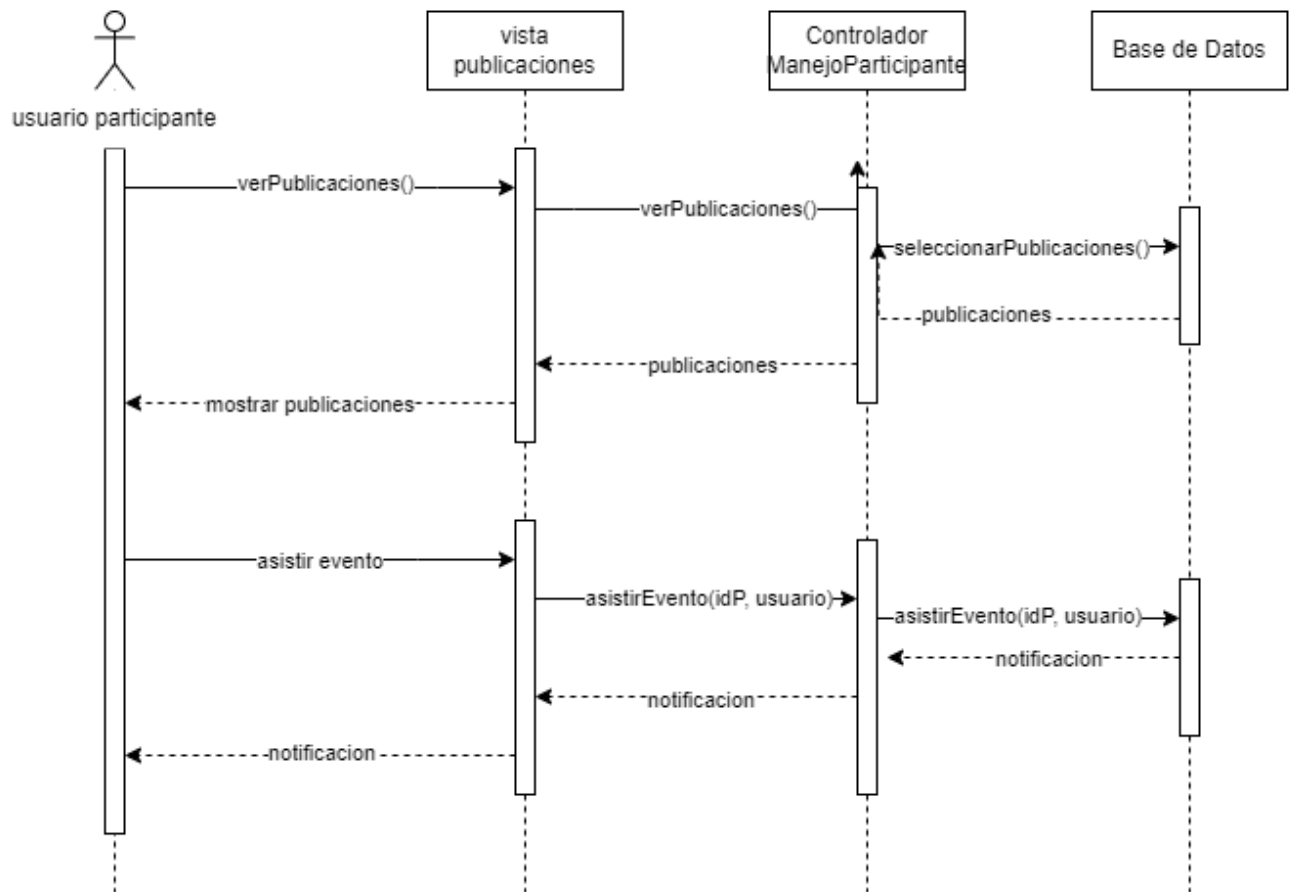 vista
publicaciones
Controlador
ManejoParticipante
Base de Datos
usuario participante
verPublicaciones()
verPublicaciones()
seleccionarPublicaciones()
publicaciones
publicaciones
mostrar publicaciones
asistir evento
asistirEvento(idP, usuario)
asistirEvento(idP, usuario)
notificacion
notificacion
notificacion